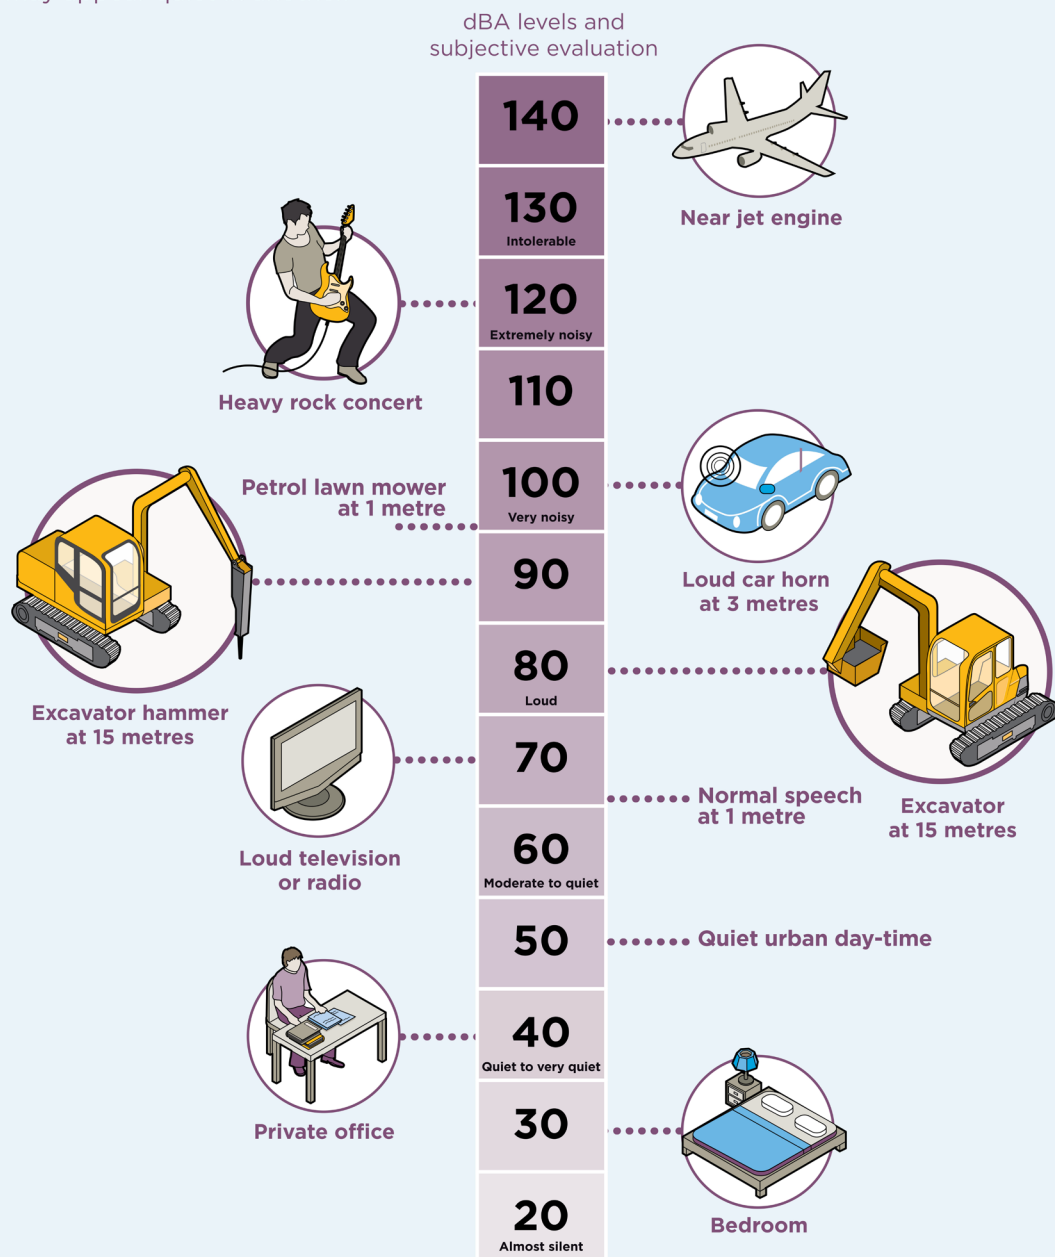 dBA levels and
subjective evaluation
140
Near jet engine
130
Intolerable
120
Extremely noisy
Heavy rock concert
110
Petrol lawn mower
at 1 metre
100
Very noisy
Loud car horn
at 3 metres
90
Excavator hammer
at 15 metres
80
Loud
Excavator
at 15 metres
70
Loud television
or radio
Normal speech
at 1 metre
60
Moderate to quiet
50
Quiet urban day-time
40
Quiet to very quiet
Private office
30
Bedroom
20
Almost silent